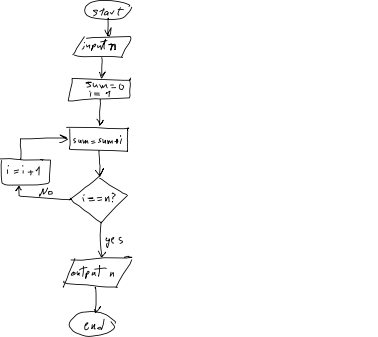 start
input n
sum=0
i=1
sum=sum+i
i=i+1
No
i==n?
yes
output n
end